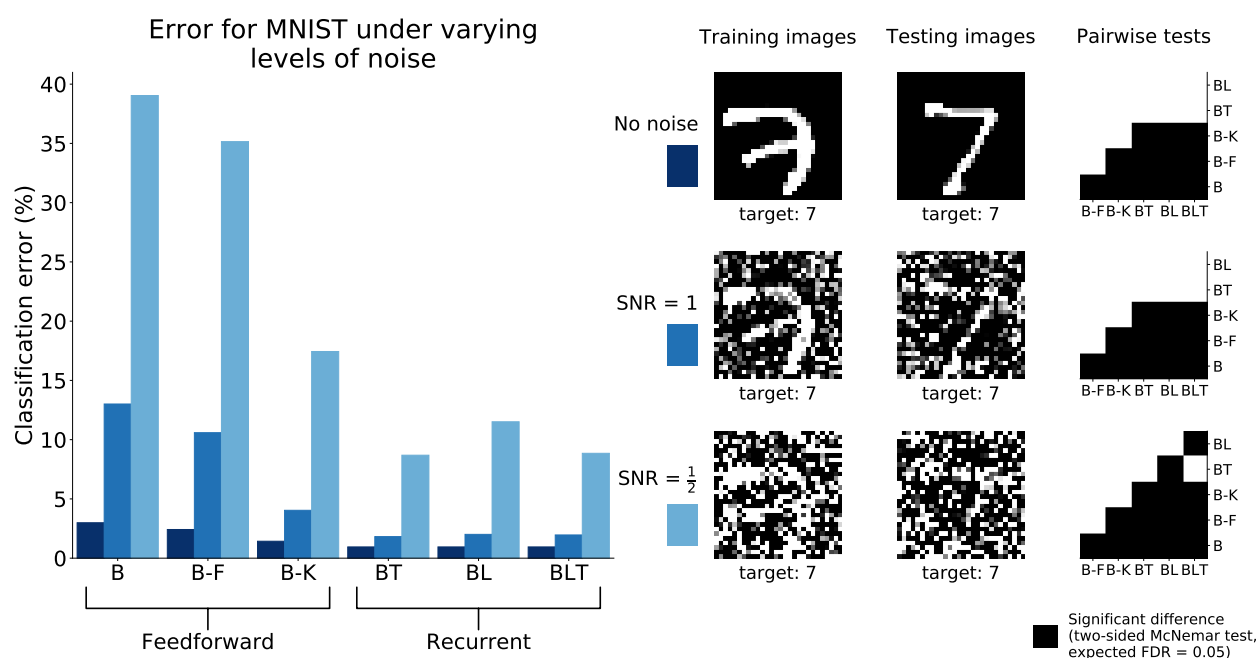 Error for MNIST under varying
levels of noise
Classification error (%)
40
35
30
25
20
15
10
5
0
B B-F B-K BT BL BLT
Feedforward Recurrent
Training images Testing images Pairwise tests
No noise
target: 7 target: 7
BL
BT
B-K
B-F
B
B-F B-K BT BL BLT
SNR = 1
target: 7 target: 7
BL
BT
B-K
B-F
B
B-F B-K BT BL BLT
SNR = 1/2
target: 7 target: 7
BL
BT
B-K
B-F
B
B-F B-K BT BL BLT
Significant difference
(two-sided McNemar test,
expected FDR = 0.05)